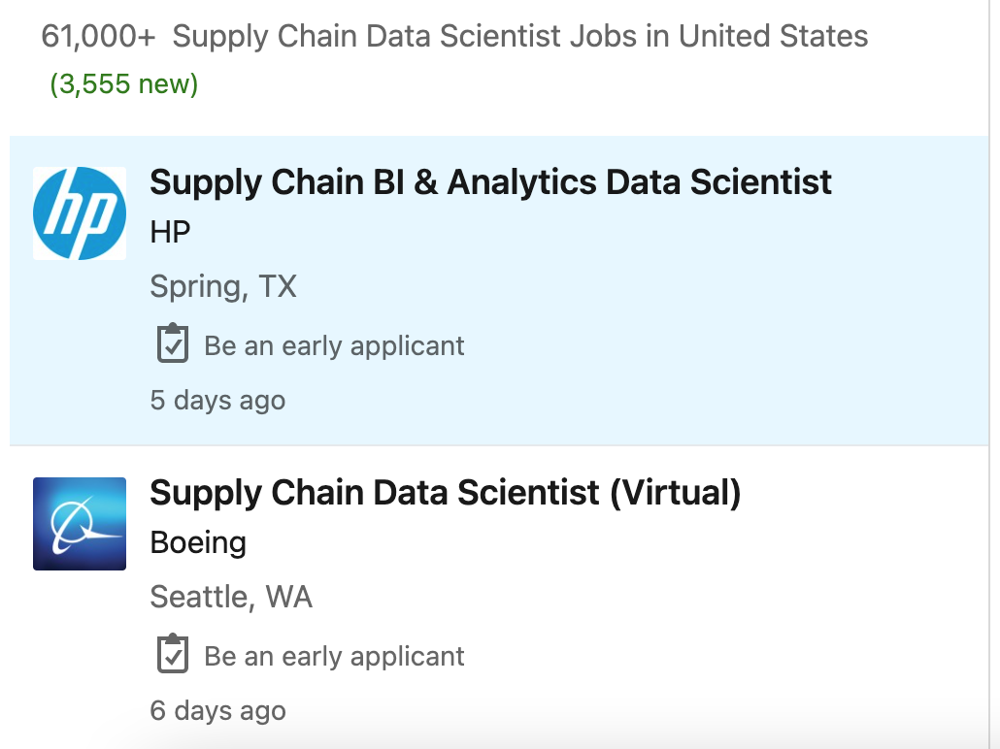 61,000+ Supply Chain Data Scientist Jobs in United States
(3,555 new)
hp
Supply Chain BI & Analytics Data Scientist
HP
Spring, TX
Be an early applicant
5 days ago
Supply Chain Data Scientist (Virtual)
Boeing
Seattle, WA
Be an early applicant
6 days ago